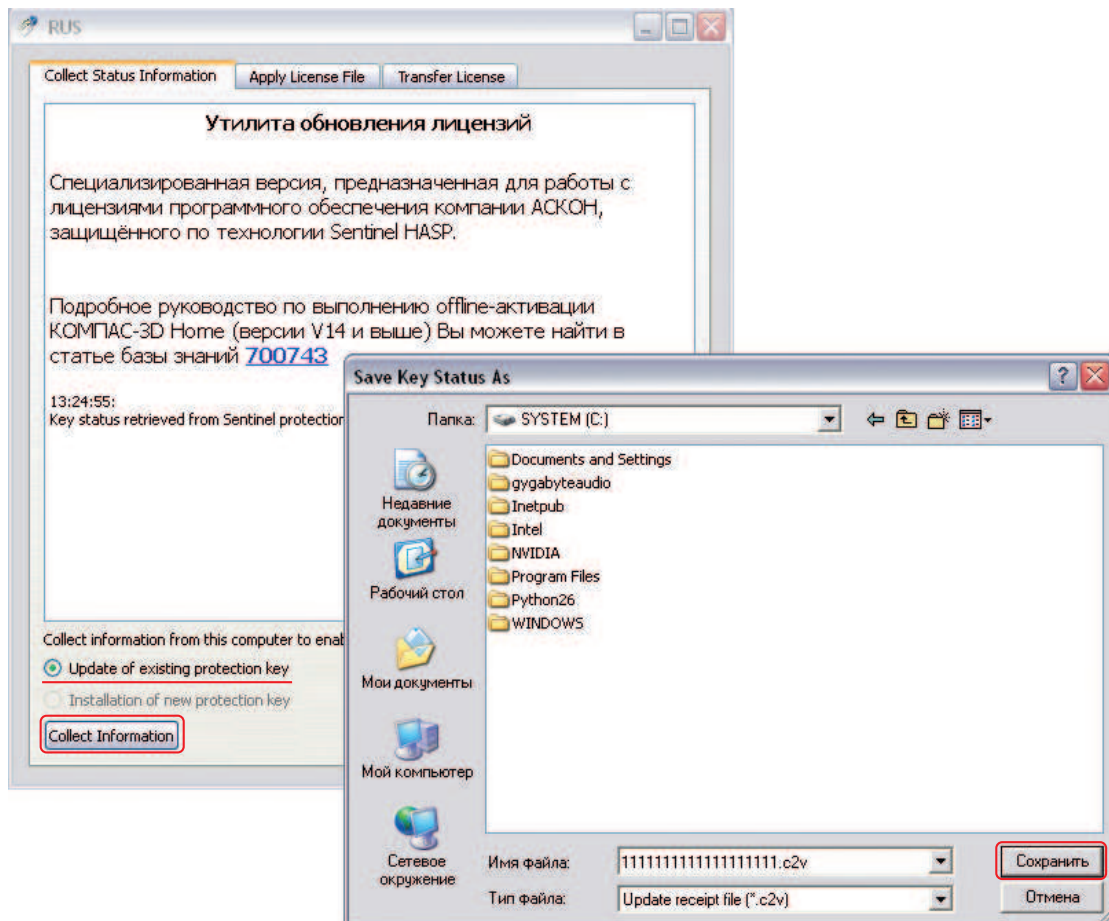 RUS
Collect Status Information
Apply License File
Transfer License
Утилита обновления лицензий
Специализированная версия, предназначенная для работы с
лицензиями программного обеспечения компании АСКОН,
защищённого по технологии Sentinel HASP.
Подробное руководство по выполнению offline-активации
КОМПАС-3D Home (версии V14 и выше) Вы можете найти в
статье базы знаний 700743
13:24:55:
Key status retrieved from Sentinel protection
Collect information from this computer to enab
Update of existing protection key
Installation of new protection key
Collect Information
Save Key Status As
Папка:
SYSTEM (C:)
Недавние
документы
Рабочий стол
Мои документы
Мой компьютер
Сетевое
окружение
Documents and Settings
gygabyteaudio
Inetpub
Intel
NVIDIA
Program Files
Python26
WINDOWS
Имя файла:
1111111111111111111.c2v
Сохранить
Тип файла:
Update receipt file (*.c2v)
Отмена